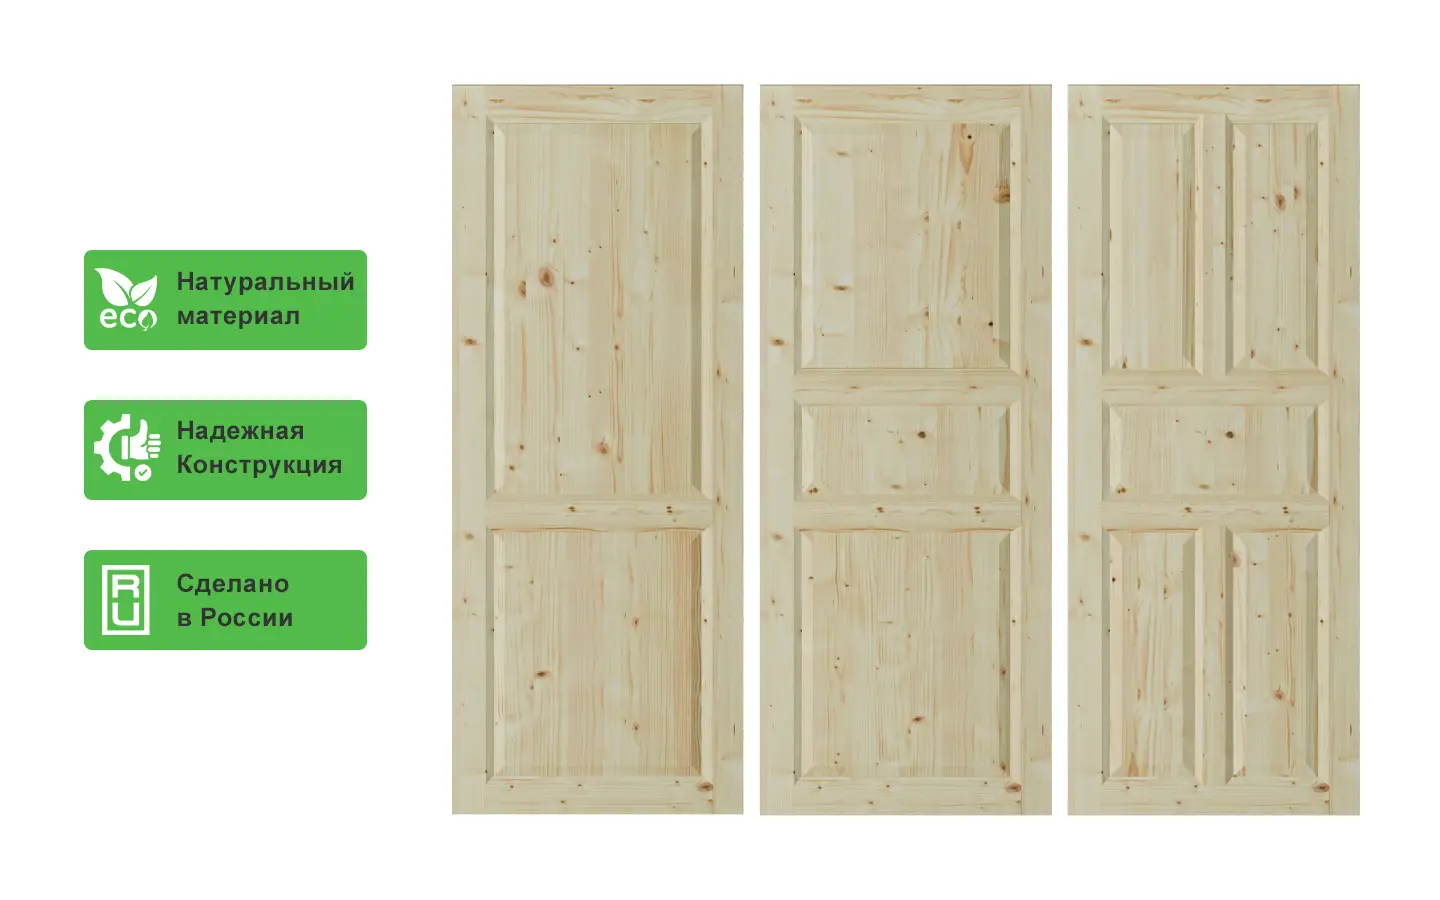 eco
Натуральный
материал
Надежная
Конструкция
RU
Сделано
в России